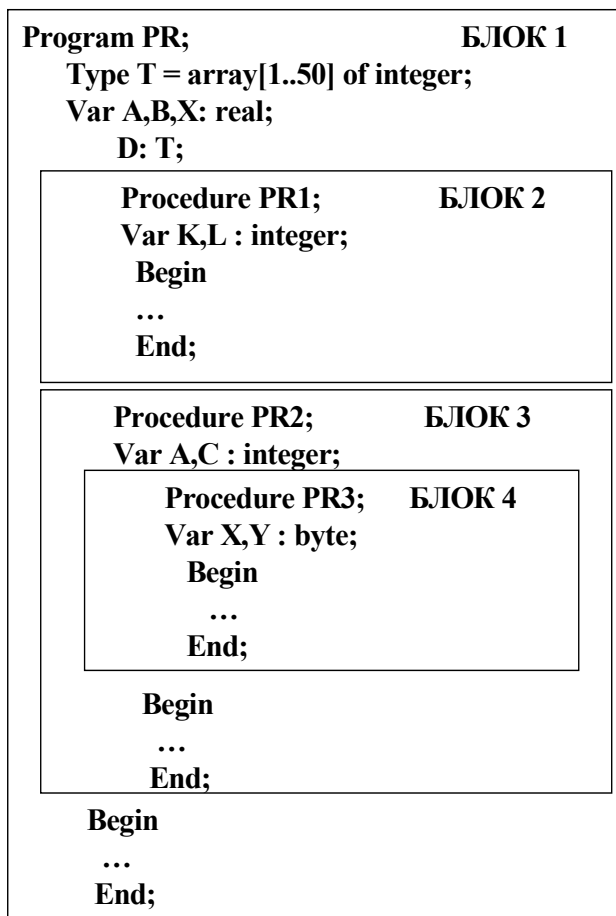 Program PR; БЛОК 1
Type T = array[1..50] of integer;
Var A,B,X: real;
D: T;
Procedure PR1; БЛОК 2
Var K,L : integer;
Begin
…
End;
Procedure PR2; БЛОК 3
Var A,C : integer;
Procedure PR3; БЛОК 4
Var X,Y : byte;
Begin
…
End;
Begin
…
End;
Begin
…
End;